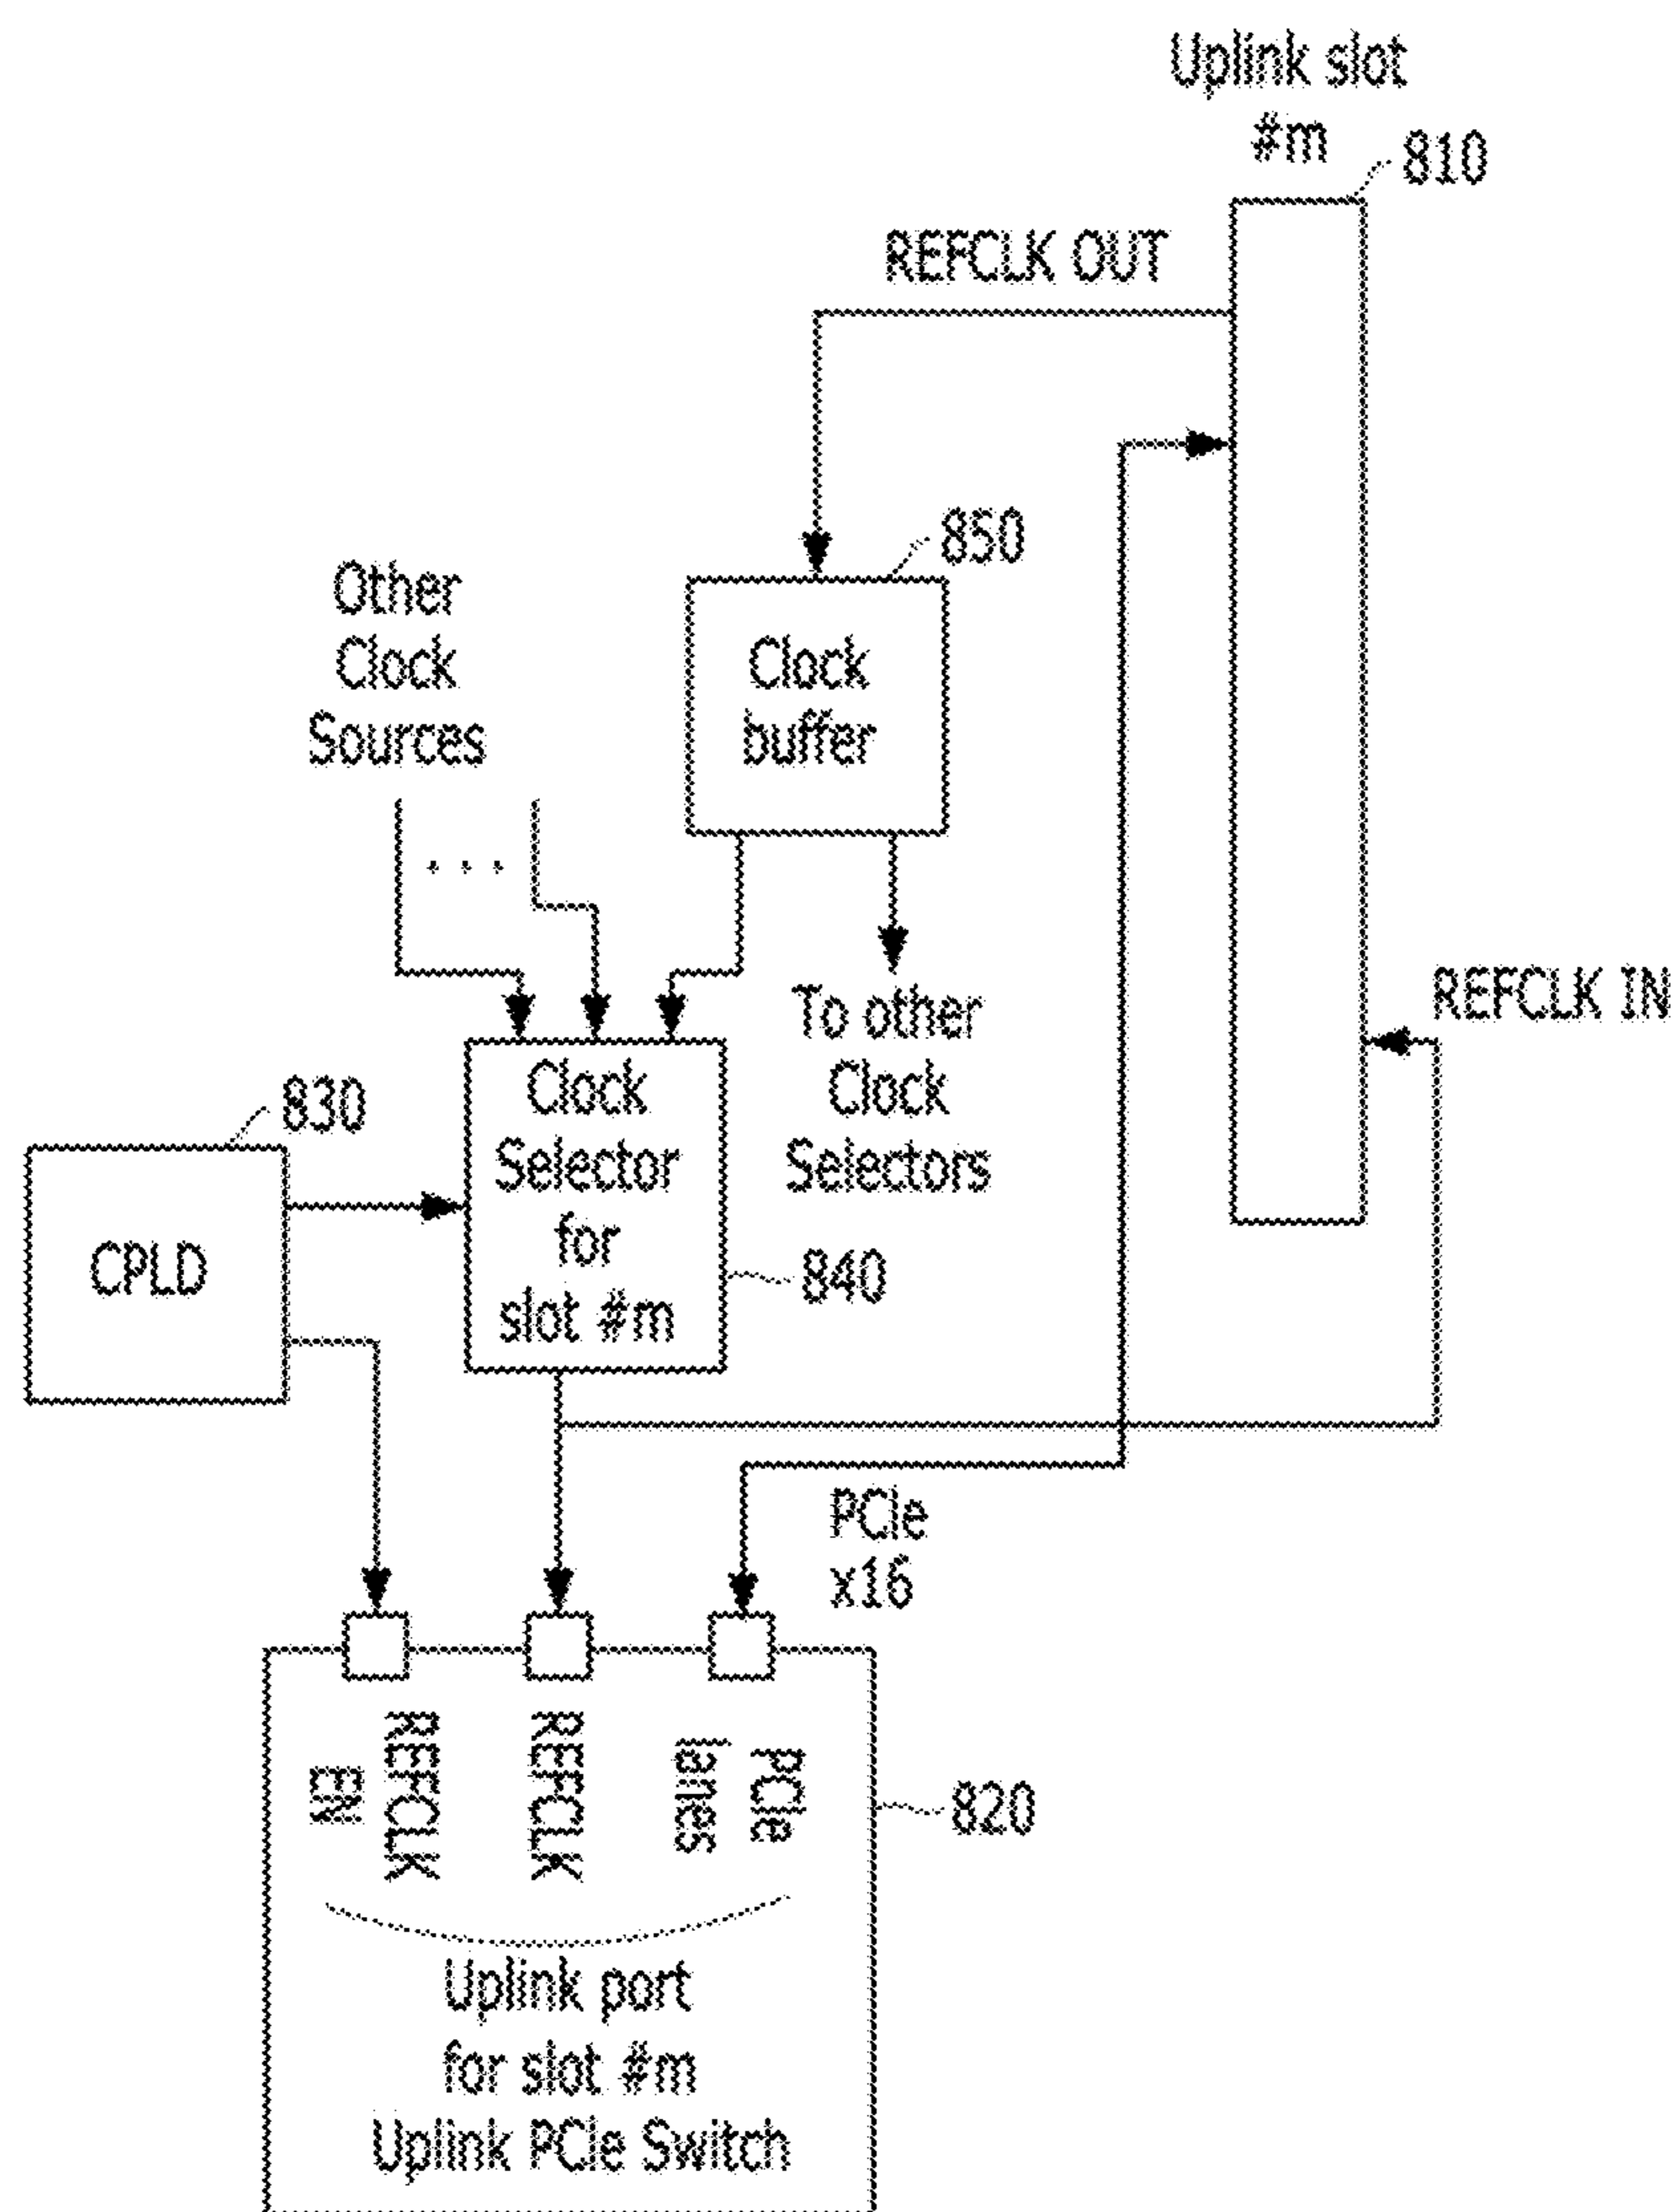 Uplink slot
#m
810
REFCLK OUT
850
Other
Clock
Sources
Clock
buffer
. . .
REFCLK IN
To other
Clock
Selectors
830
Clock
Selector
for
slot #m
CPLD
840
PCIe
x16
REFCLK
EN
REFCLK
PCIe
lanes
820
Uplink port
for slot #m
Uplink PCIe Switch